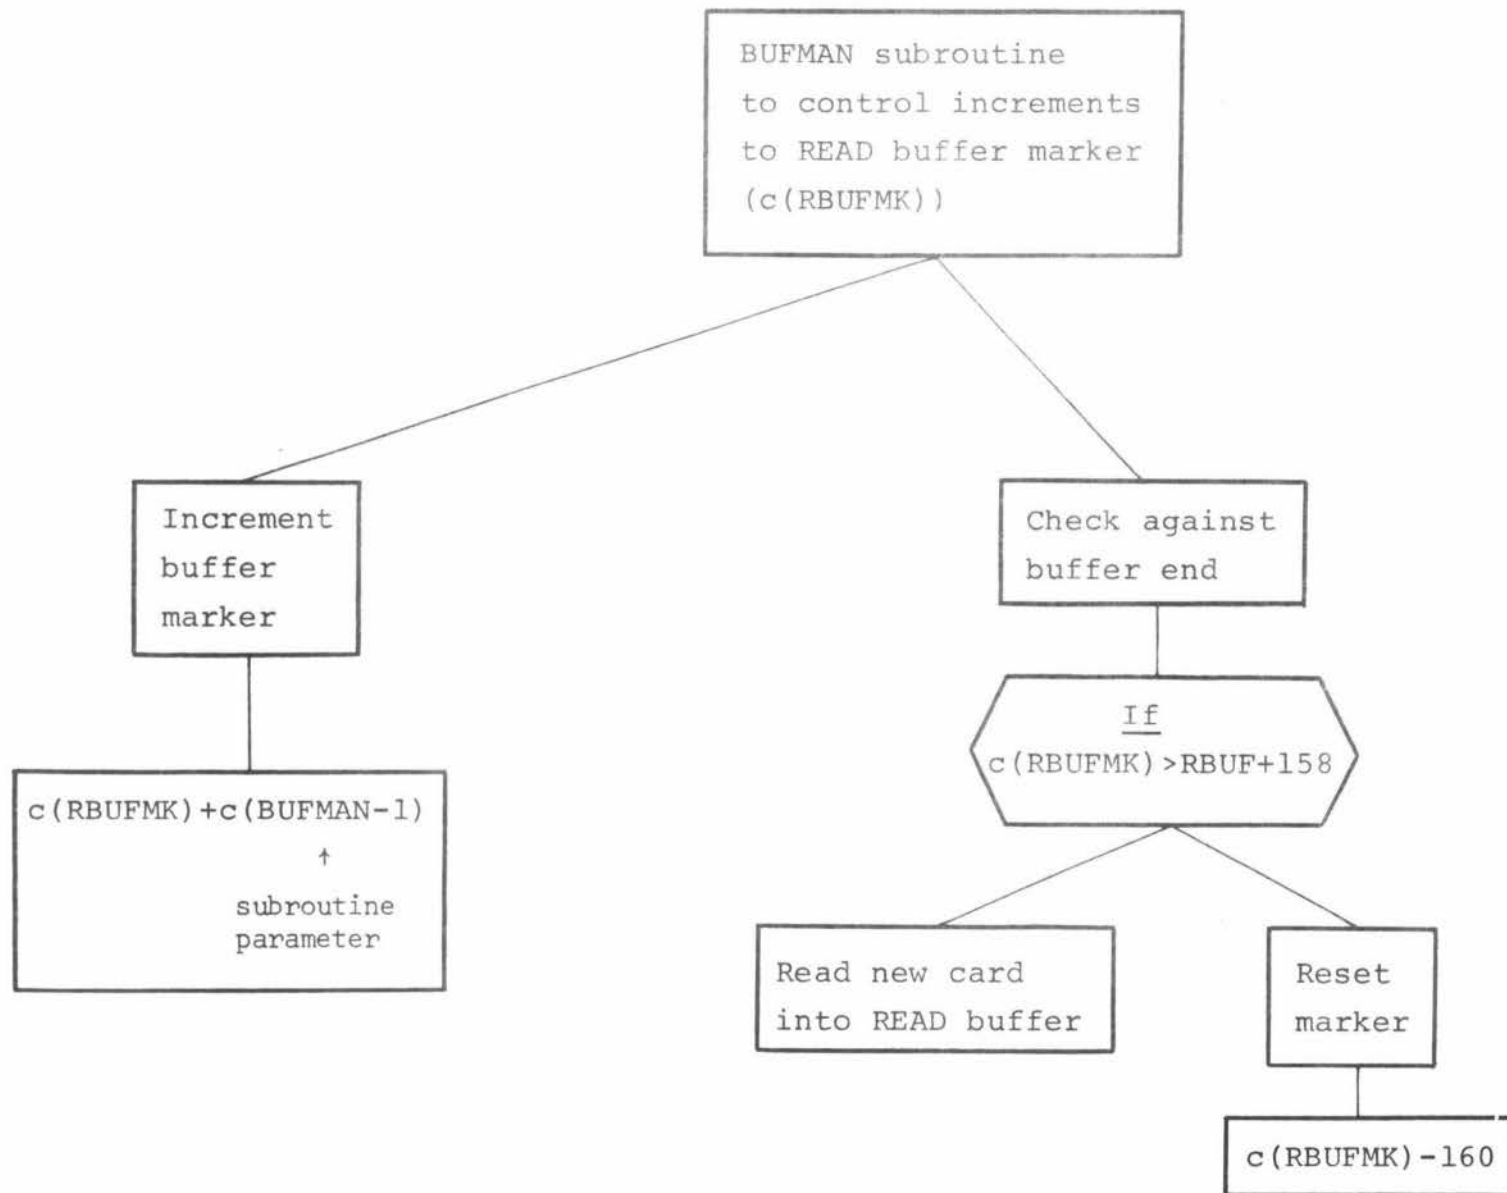 BUFMAN subroutine
to control increments
to READ buffer marker
(c(RBUFMK))
Increment
buffer
marker
c(RBUFMK)+c(BUFMAN-1)
↑
subroutine
parameter
Check against
buffer end
If
c(RBUFMK)>RBUF+158
Read new card
into READ buffer
Reset
marker
c(RBUFMK)-160